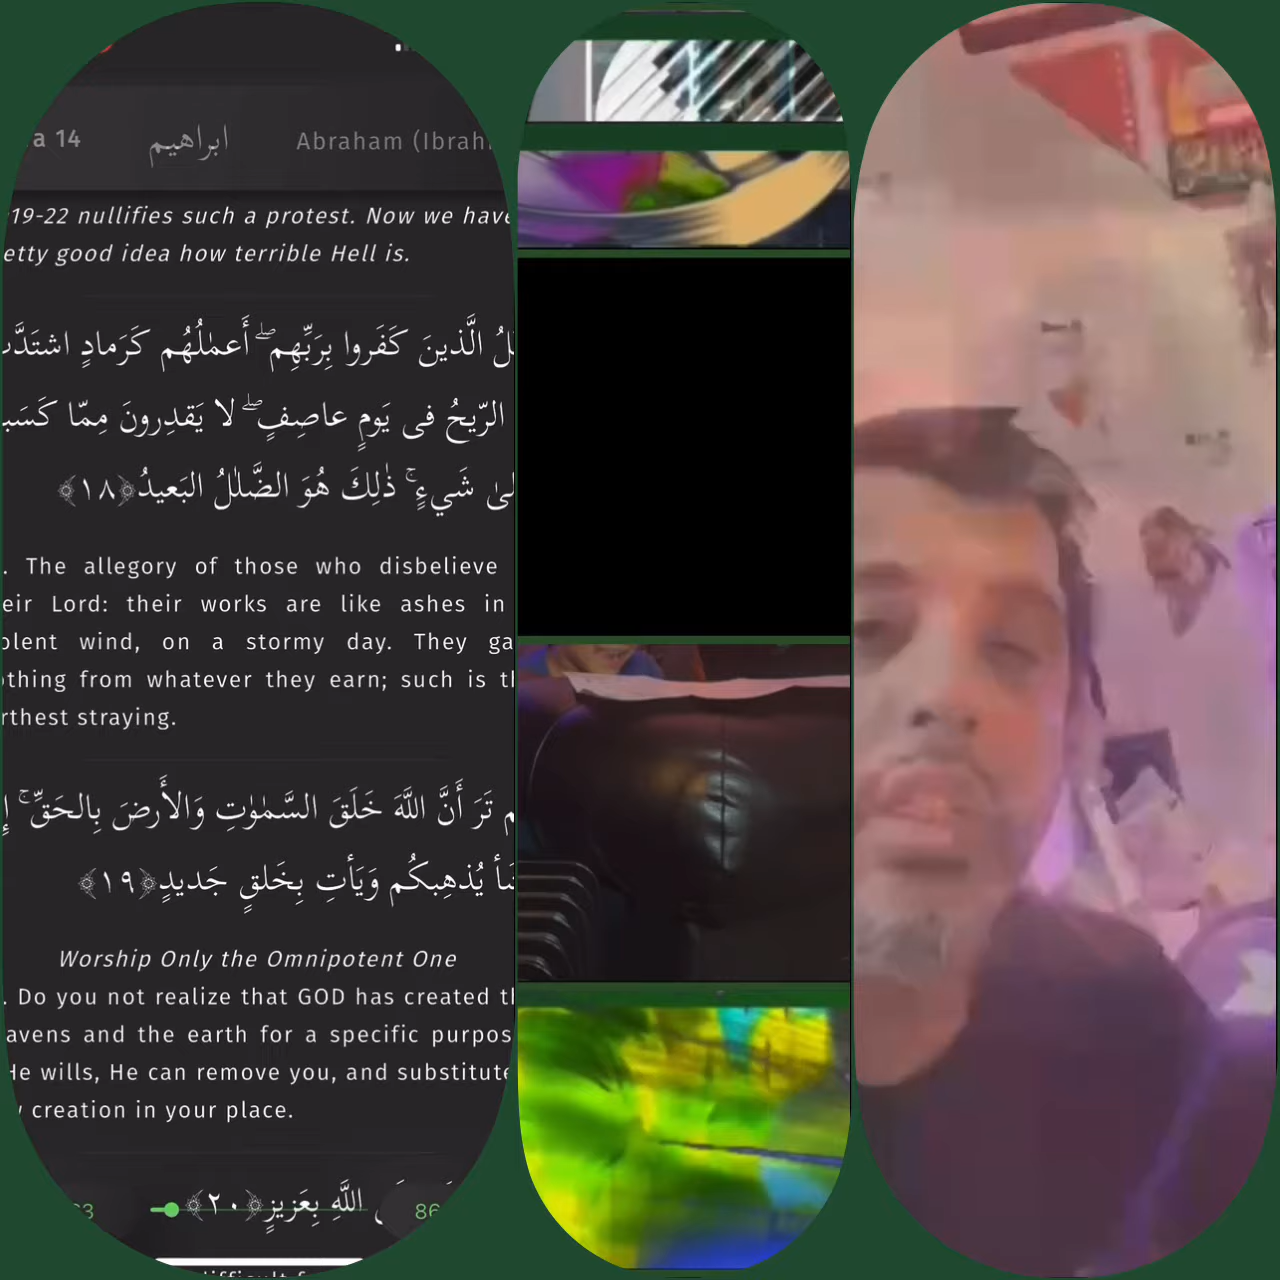 a 14 ابراهيم Abraham (Ibrah
19-22 nullifies such a protest. Now we have
etty good idea how terrible Hell is.
الَّذينَ كَفَروا بِرَبِّهِم ۖ أَعمٰلُهُم كَرَمادٍ اشتَدَّت
الرّيحُ فى يَومٍ عاصِفٍ ۖ لا يَقدِرونَ مِمّا كَسَب
شَيءٍ ۚ ذٰلِكَ هُوَ الضَّلٰلُ البَعيدُ ﴿١٨﴾
. The allegory of those who disbelieve
eir Lord: their works are like ashes in
olent wind, on a stormy day. They ga
othing from whatever they earn; such is th
rthest straying.
تَرَ أَنَّ اللَّهَ خَلَقَ السَّمٰوٰتِ وَالأَرضَ بِالحَقِّ ۚ إِ
يُذهِبكُم وَيَأتِ بِخَلقٍ جَديدٍ ﴿١٩﴾
Worship Only the Omnipotent One
. Do you not realize that GOD has created th
avens and the earth for a specific purpos
He wills, He can remove you, and substitute
creation in your place.
اللَّهِ بِعَزيزٍ ﴿٢٠﴾
86